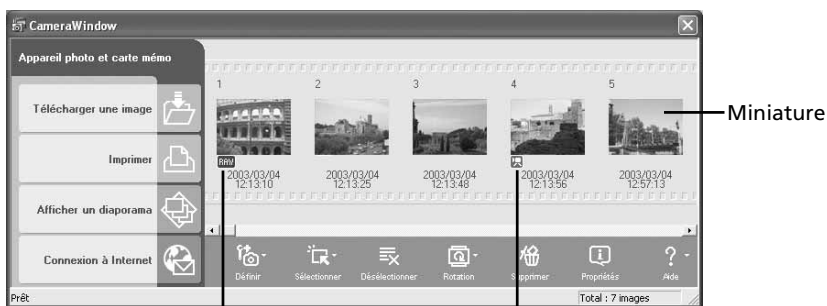 CameraWindow
Appareil photo et carte mémo
Télécharger une image
Imprimer
Afficher un diaporama
Connexion à Internet
1 2 3 4 5
RAW
2003/03/04 2003/03/04 2003/03/04 2003/03/04 2003/03/04
12:13:10 12:13:25 12:13:48 12:13:56 12:57:13
Miniature
Définir Sélectionner Désélectionner Rotation Supprimer Propriétés Aide
Prêt
Total : 7 images